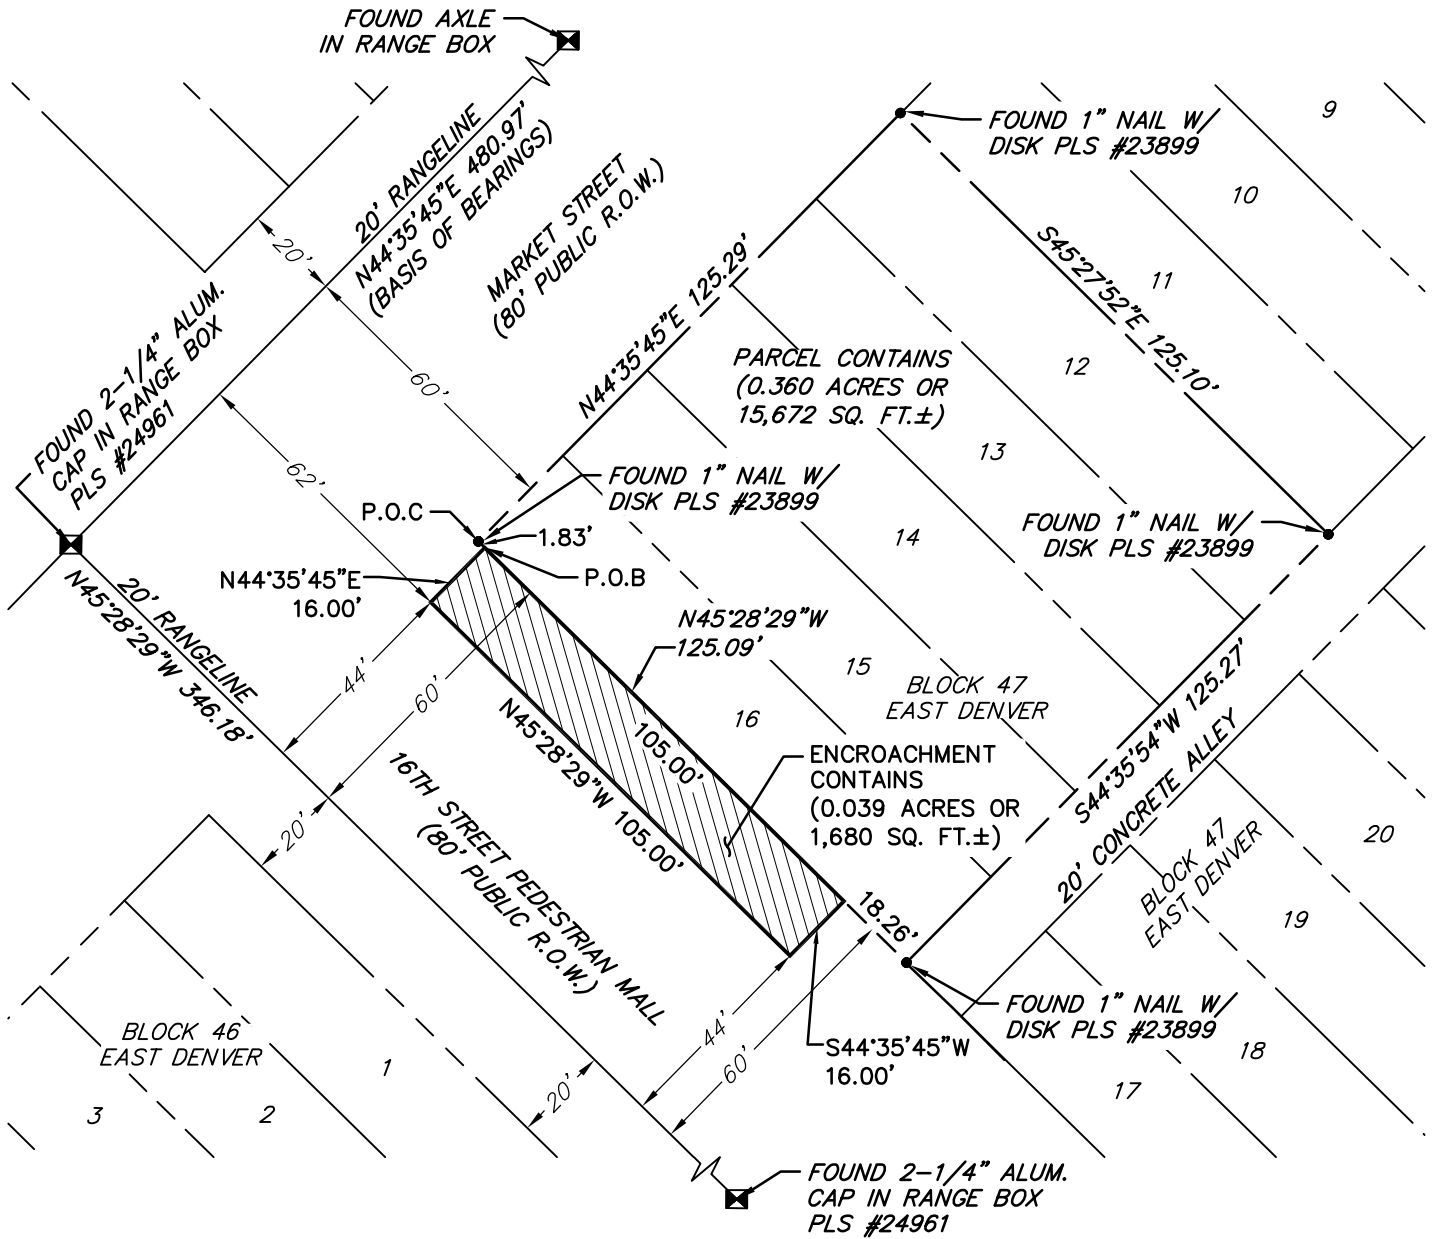 FOUND AXLE
IN RANGE BOX
20' RANGELINE
N44°35'45"E 480.97'
(BASIS OF BEARINGS)
MARKET STREET
(80' PUBLIC R.O.W.)
FOUND 1" NAIL W/
DISK PLS #23899
9
10
11
12
13
14
15
16
20'
60'
62'
FOUND 2-1/4" ALUM.
CAP IN RANGE BOX
PLS #24961
N44°35'45"E 125.29'
S45°27'52"E 125.10'
PARCEL CONTAINS
(0.360 ACRES OR
15,672 SQ. FT.±)
FOUND 1" NAIL W/
DISK PLS #23899
P.O.C
1.83'
P.O.B
FOUND 1" NAIL W/
DISK PLS #23899
N44°35'45"E
16.00'
20' RANGELINE
N45°28'29"W 346.18'
44'
60'
20'
N45°28'29"W
125.09'
BLOCK 47
EAST DENVER
105.00'
N45°28'29"W 105.00'
ENCROACHMENT
CONTAINS
(0.039 ACRES OR
1,680 SQ. FT.±)
S44°35'54"W 125.27'
20' CONCRETE ALLEY
BLOCK 47
EAST DENVER
20
19
18
17
16TH STREET PEDESTRIAN MALL
(80' PUBLIC R.O.W.)
18.26'
FOUND 1" NAIL W/
DISK PLS #23899
S44°35'45"W
16.00'
44'
60'
20'
BLOCK 46
EAST DENVER
1
2
3
FOUND 2-1/4" ALUM.
CAP IN RANGE BOX
PLS #24961